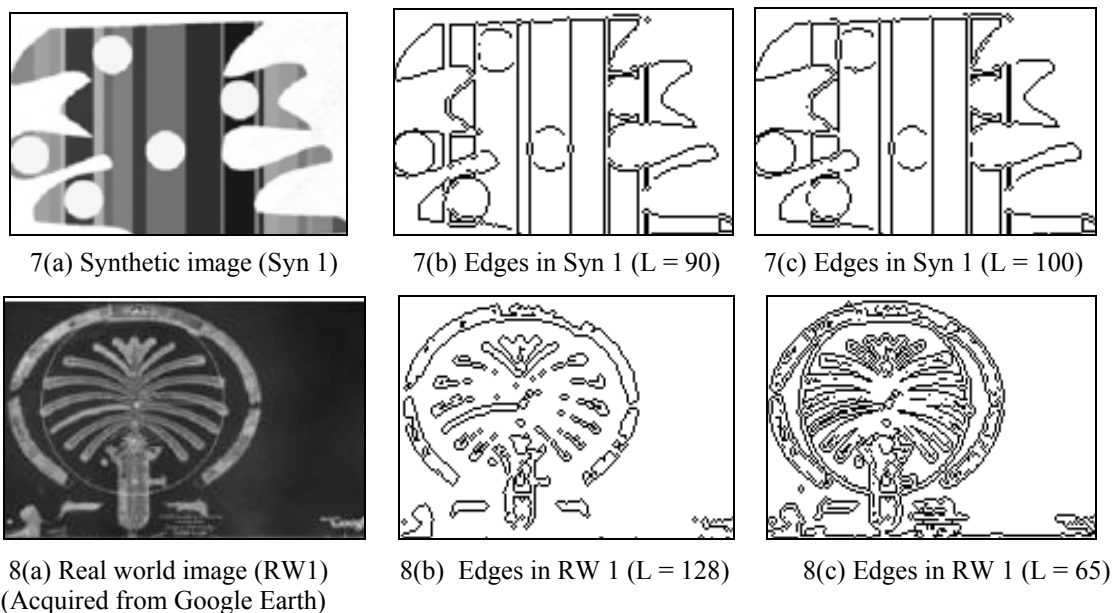 7(a) Synthetic image (Syn 1)
7(b) Edges in Syn 1 (L = 90)
7(c) Edges in Syn 1 (L = 100)
8(a) Real world image (RW1)
(Acquired from Google Earth)
8(b) Edges in RW 1 (L = 128)
8(c) Edges in RW 1 (L = 65)